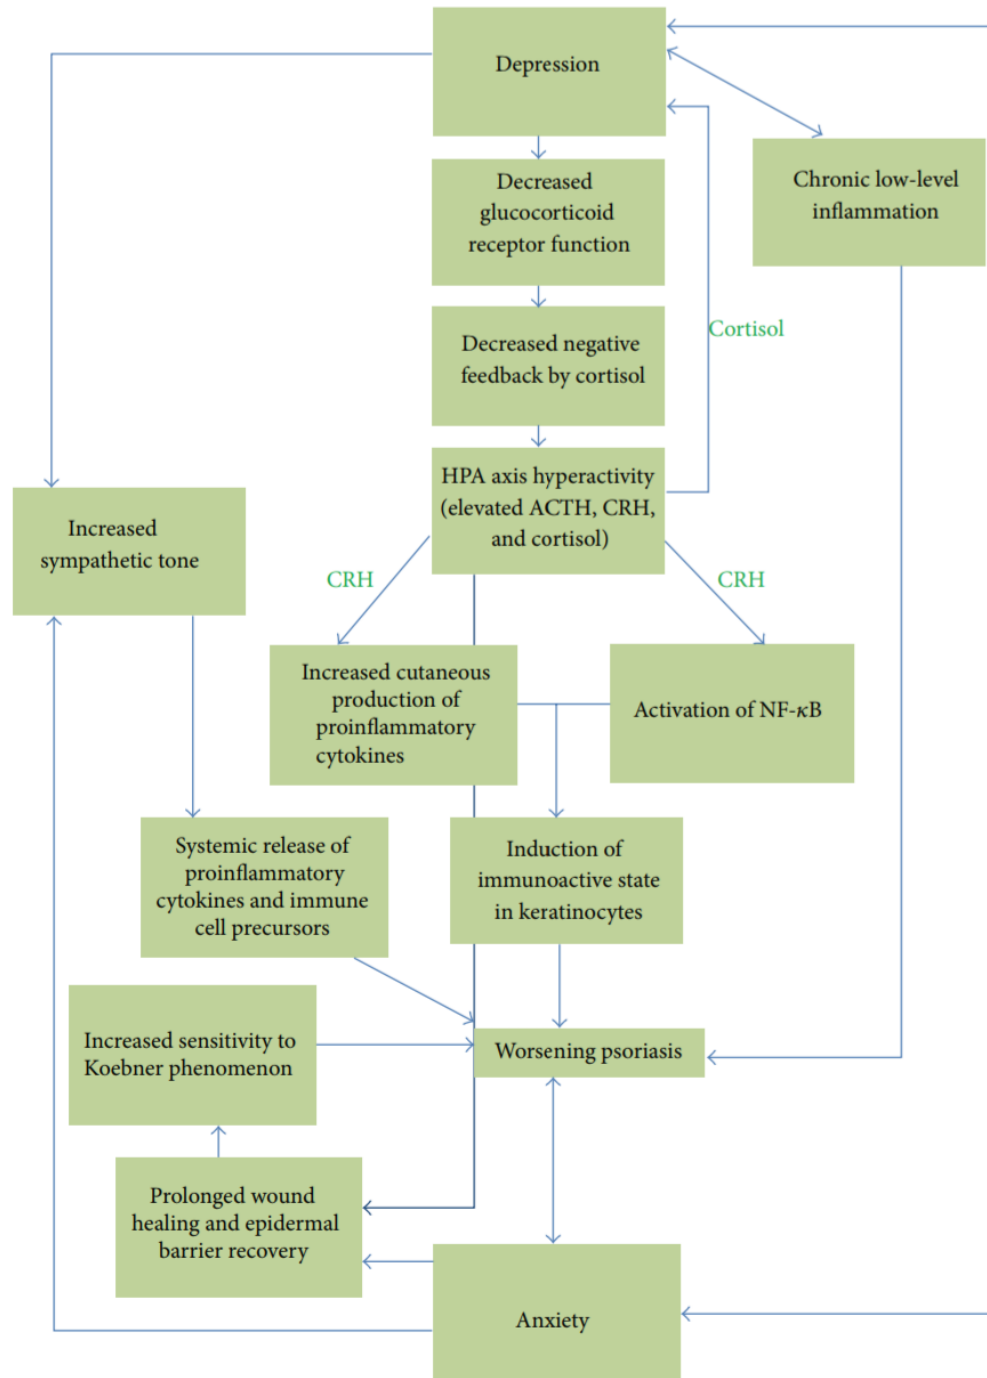 Depression
Decreased
glucocorticoid
receptor function
Chronic low-level
inflammation
Cortisol
Decreased negative
feedback by cortisol
HPA axis hyperactivity
(elevated ACTH, CRH,
and cortisol)
Increased
sympathetic tone
CRH
CRH
Increased cutaneous
production of
proinflammatory
cytokines
Activation of NF-κB
Systemic release of
proinflammatory
cytokines and immune
cell precursors
Induction of
immunoactive state
in keratinocytes
Increased sensitivity to
Koebner phenomenon
Worsening psoriasis
Prolonged wound
healing and epidermal
barrier recovery
Anxiety